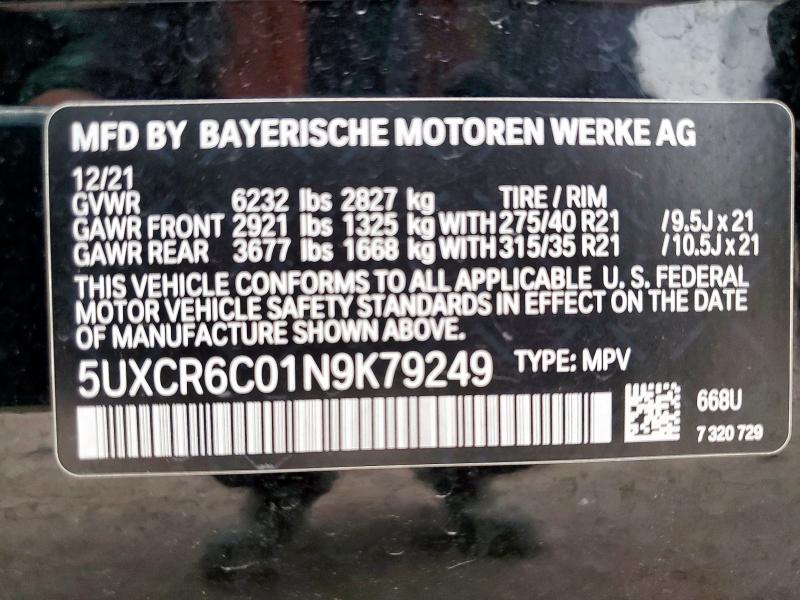 MFD BY BAYERISCHE MOTOREN WERKE AG
12/21
GVWR 6232 lbs 2827 kg TIRE / RIM
GAWR FRONT 2921 lbs 1325 kg WITH 275/40 R21 /9.5J x 21
GAWR REAR 3677 lbs 1668 kg WITH 315/35 R21 /10.5J x 21
THIS VEHICLE CONFORMS TO ALL APPLICABLE U. S. FEDERAL
MOTOR VEHICLE SAFETY STANDARDS IN EFFECT ON THE DATE
OF MANUFACTURE SHOWN ABOVE.
5UXCR6C01N9K79249 TYPE: MPV
668U
7 320 729